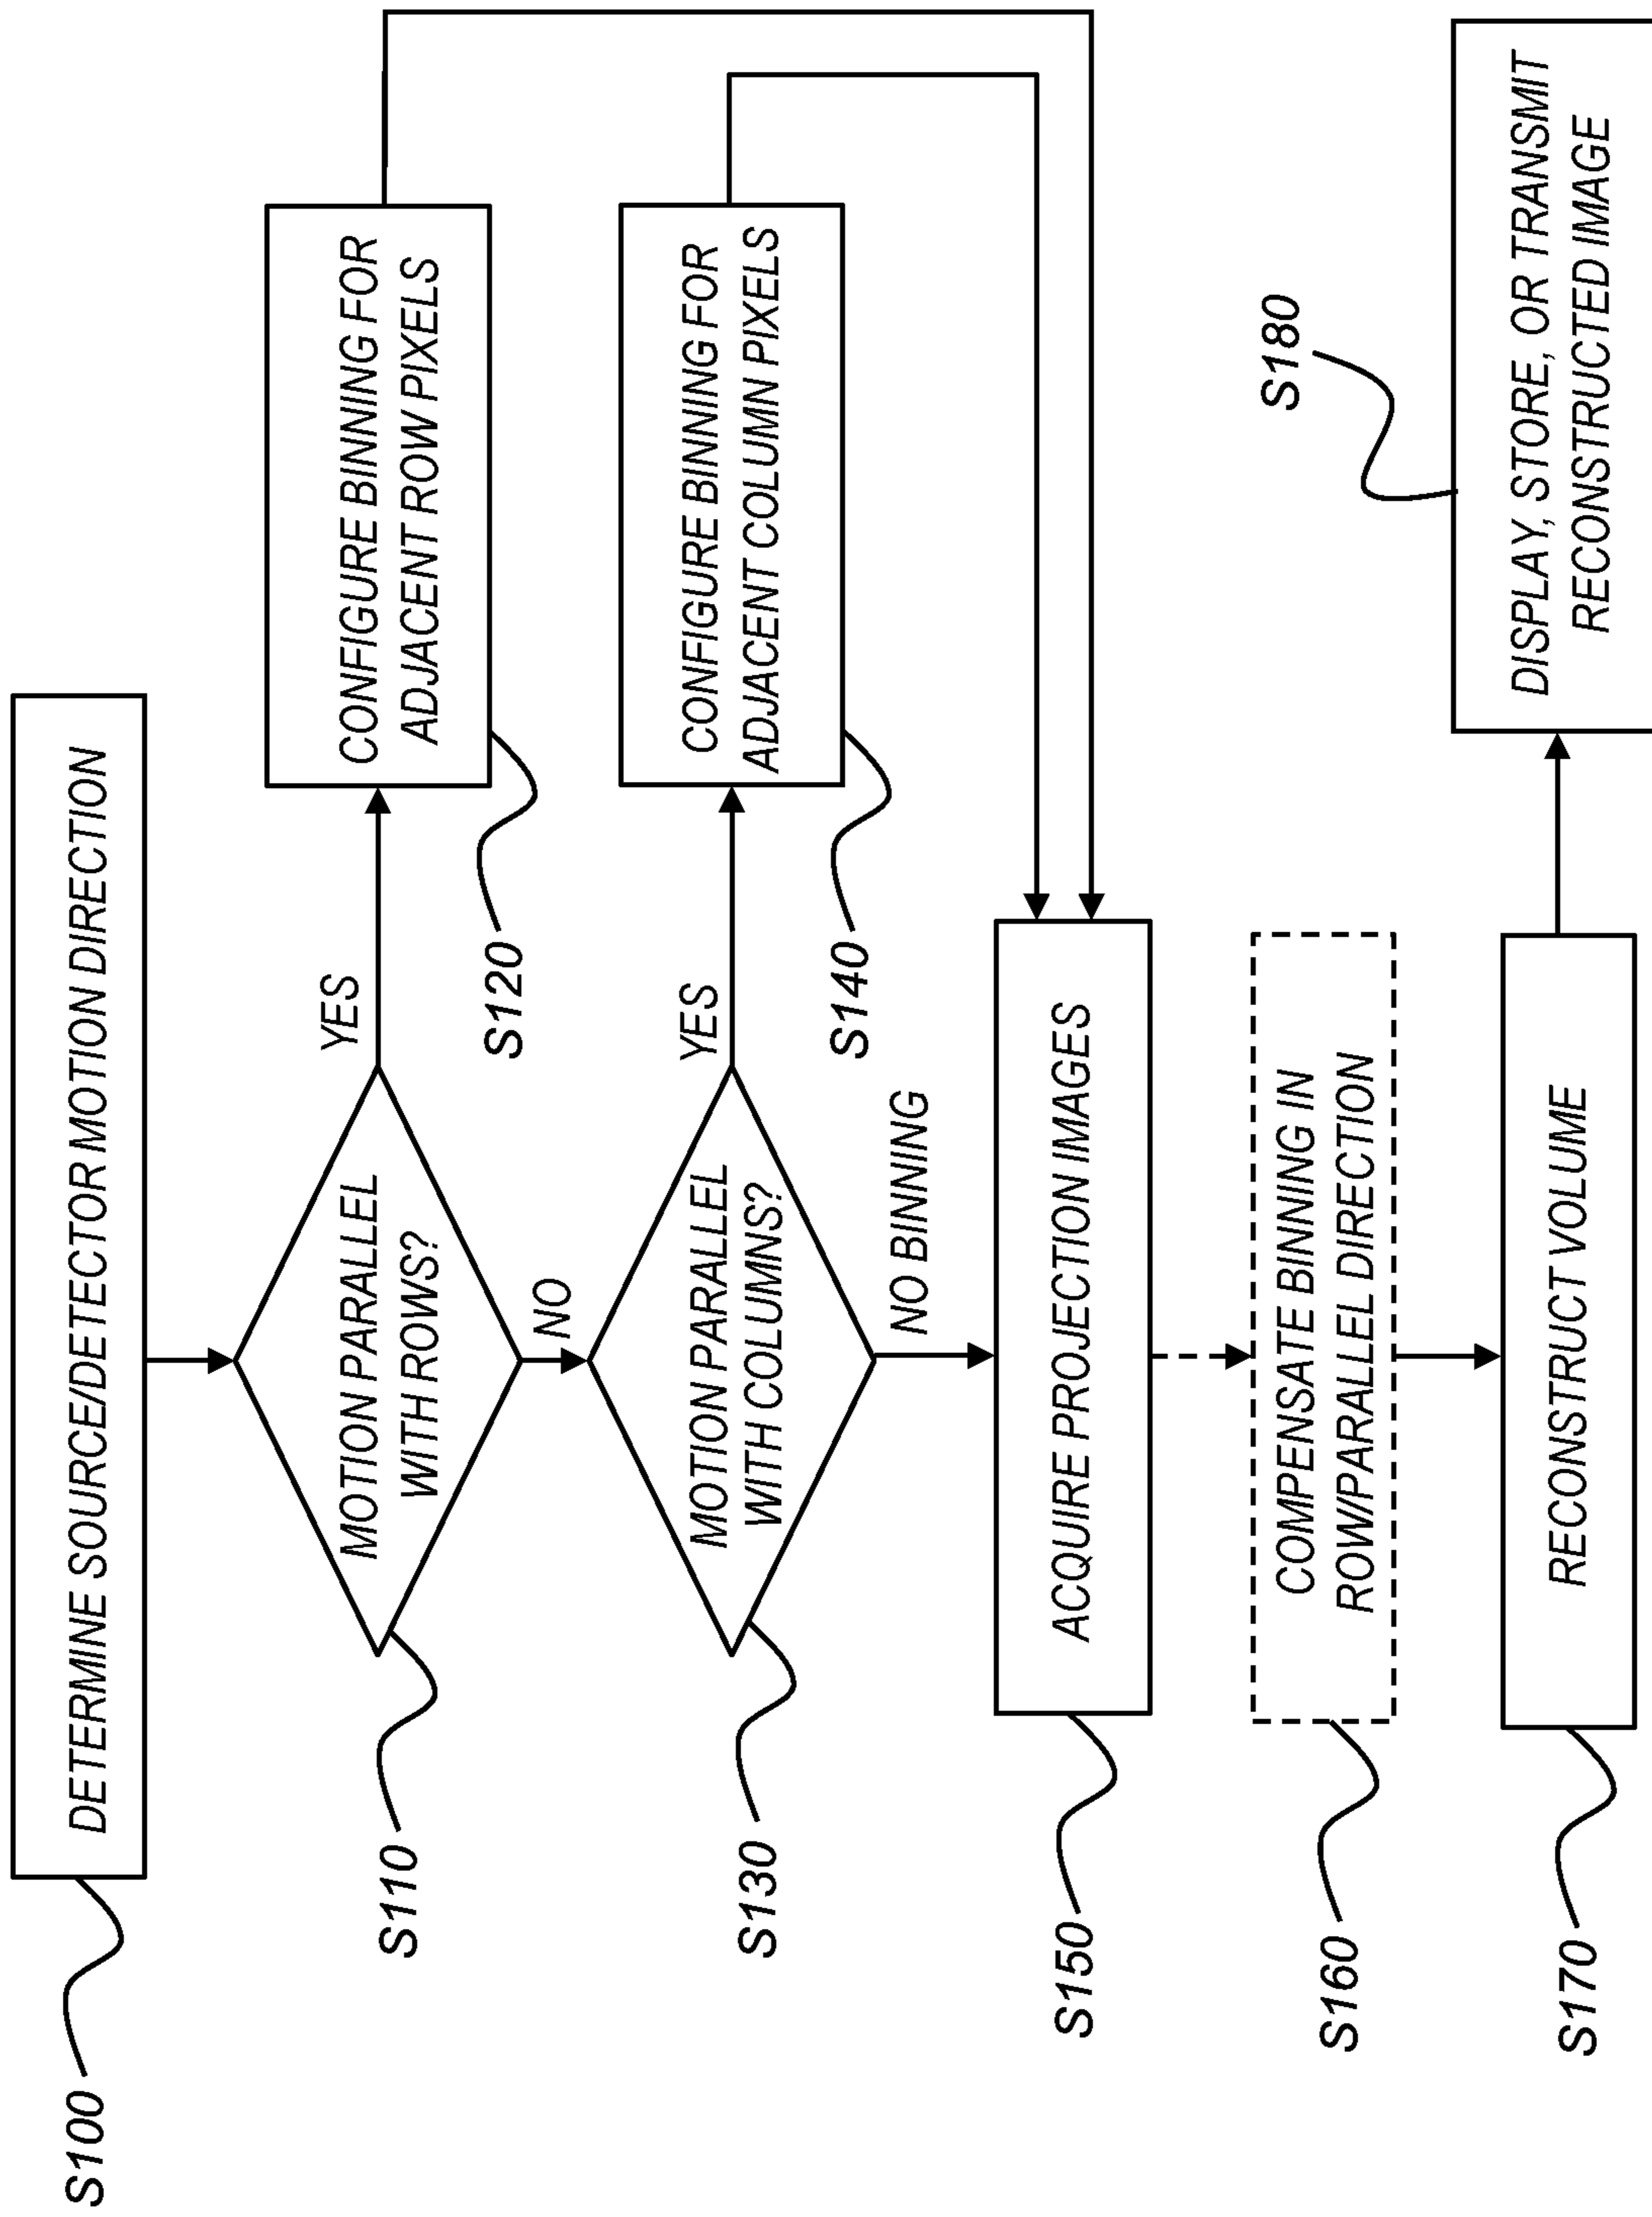 S100
DETERMINE SOURCE/DETECTOR MOTION DIRECTION
S110
MOTION PARALLEL
WITH ROWS?
YES
S120
CONFIGURE BINNING FOR
ADJACENT ROW PIXELS
NO
S130
MOTION PARALLEL
WITH COLUMNS?
YES
S140
CONFIGURE BINNING FOR
ADJACENT COLUMN PIXELS
NO BINNING
S150
ACQUIRE PROJECTION IMAGES
S160
COMPENSATE BINNING IN
ROWPARALLEL DIRECTION
S170
RECONSTRUCT VOLUME
S180
DISPLAY, STORE, OR TRANSMIT
RECONSTRUCTED IMAGE